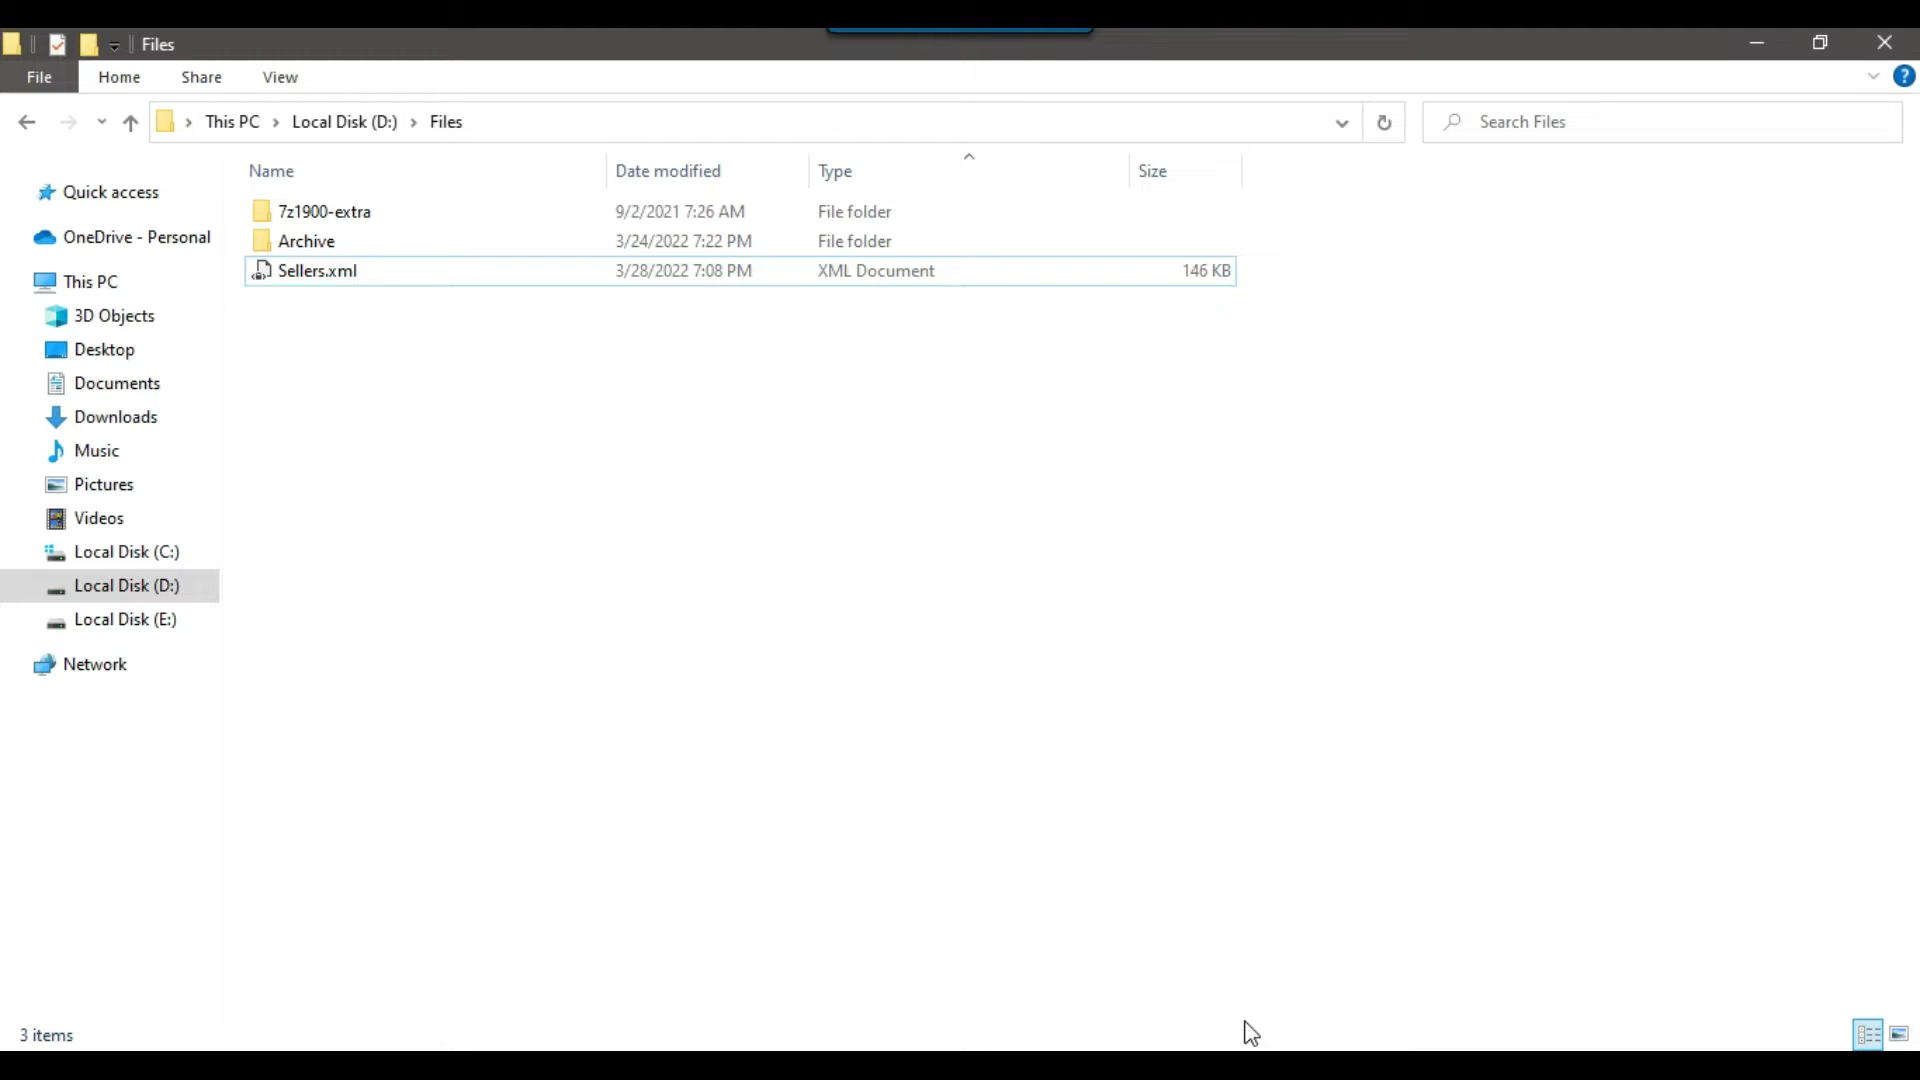 Files
File Home Share View ?
This PC Local Disk (D:) Files Search Files
Name Date modified Type Size
Quick access
OneDrive - Personal
This PC
3D Objects
Desktop
Documents
Downloads
Music
Pictures
Videos
Local Disk (C:)
Local Disk (D:)
Local Disk (E:)
Network
7z1900-extra 9/2/2021 7:26 AM File folder
Archive 3/24/2022 7:22 PM File folder
Sellers.xml 3/28/2022 7:08 PM XML Document 146 KB
3 items